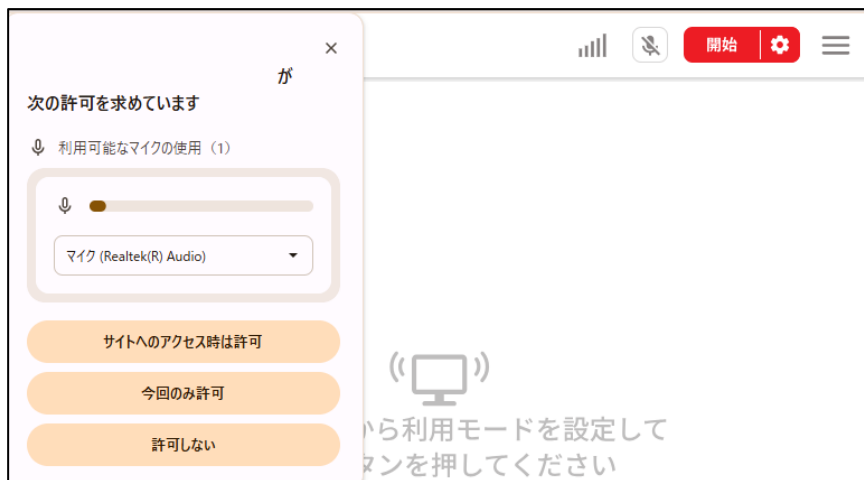 が
次の許可を求めています
利用可能なマイクの使用（1）
マイク (Realtek(R) Audio)
サイトへのアクセス時は許可
今回のみ許可
許可しない
開始
から利用モードを設定して
タンを押してください